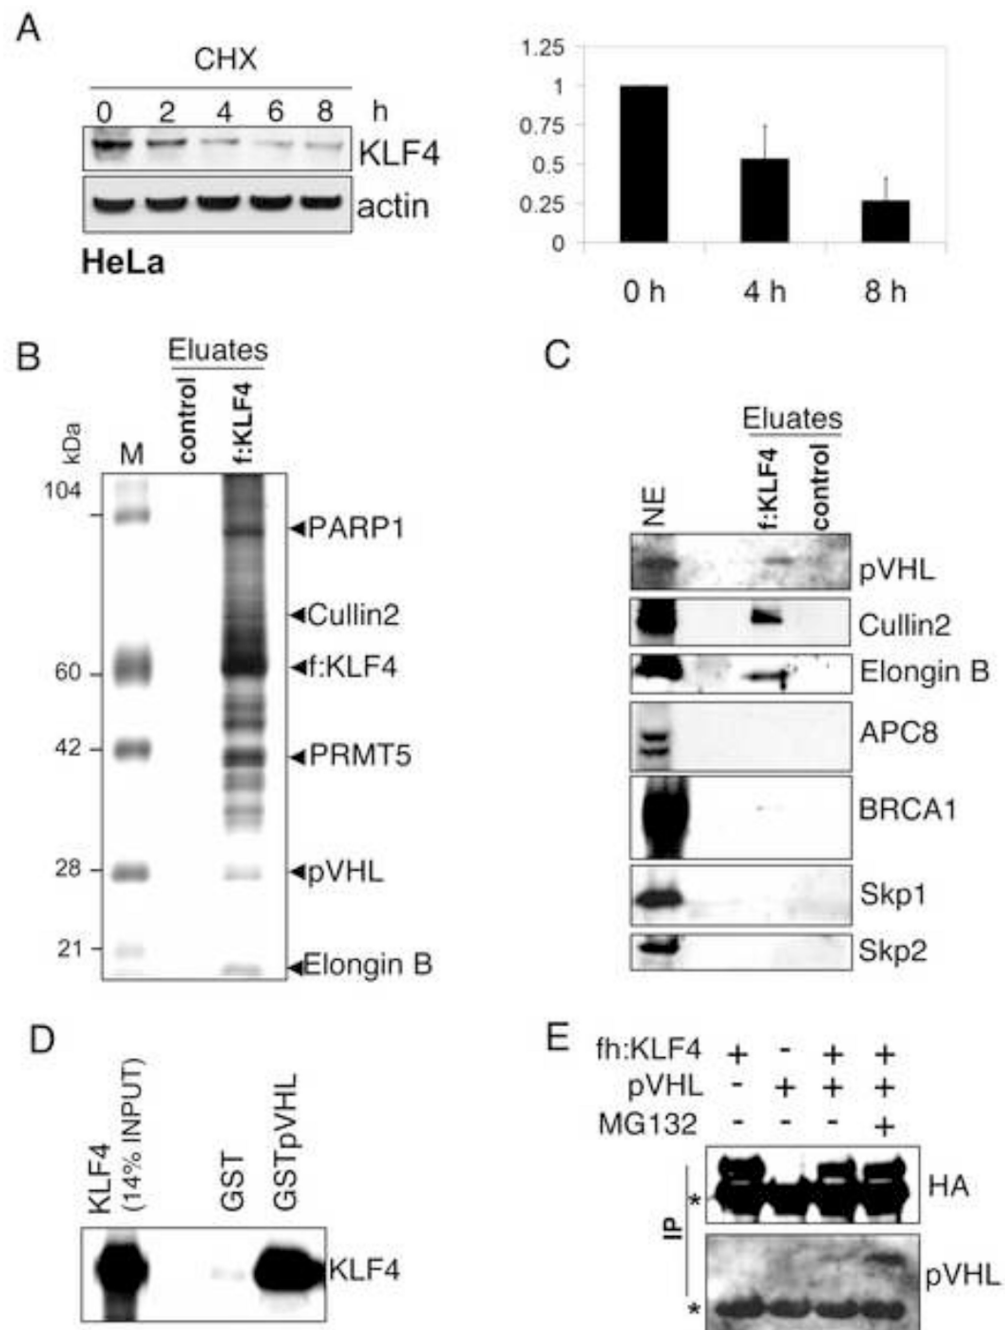 A
CHX
0 2 4 6 8 h
KLF4
actin
HeLa
1.25
1
0.75
0.5
0.25
0
0 h 4 h 8 h
B
Eluates
kDa
M
control
f:KLF4
104
60
42
28
21
PARP1
Cullin2
f:KLF4
PRMT5
pVHL
Elongin B
C
Eluates
NE
f:KLF4
control
pVHL
Cullin2
Elongin B
APC8
BRCA1
Skp1
Skp2
D
KLF4
(14% INPUT)
GST
GSTpVHL
KLF4
E
fh:KLF4 + - + +
pVHL - + + +
MG132 - - - +
IP
* HA
* pVHL